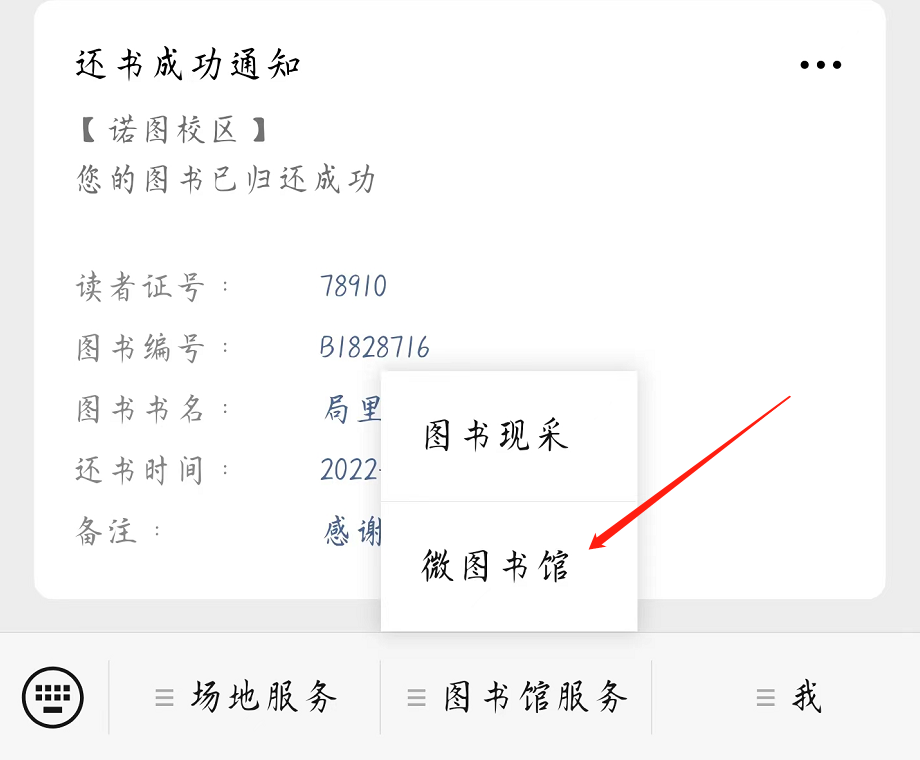 还书成功通知
【诺图校区】
您的图书已归还成功
读者证号： 78910
图书编号： B1828716
图书书名： 局里
还书时间： 2022-
备注： 感谢
图书现采
微图书馆
场地服务 图书馆服务 我